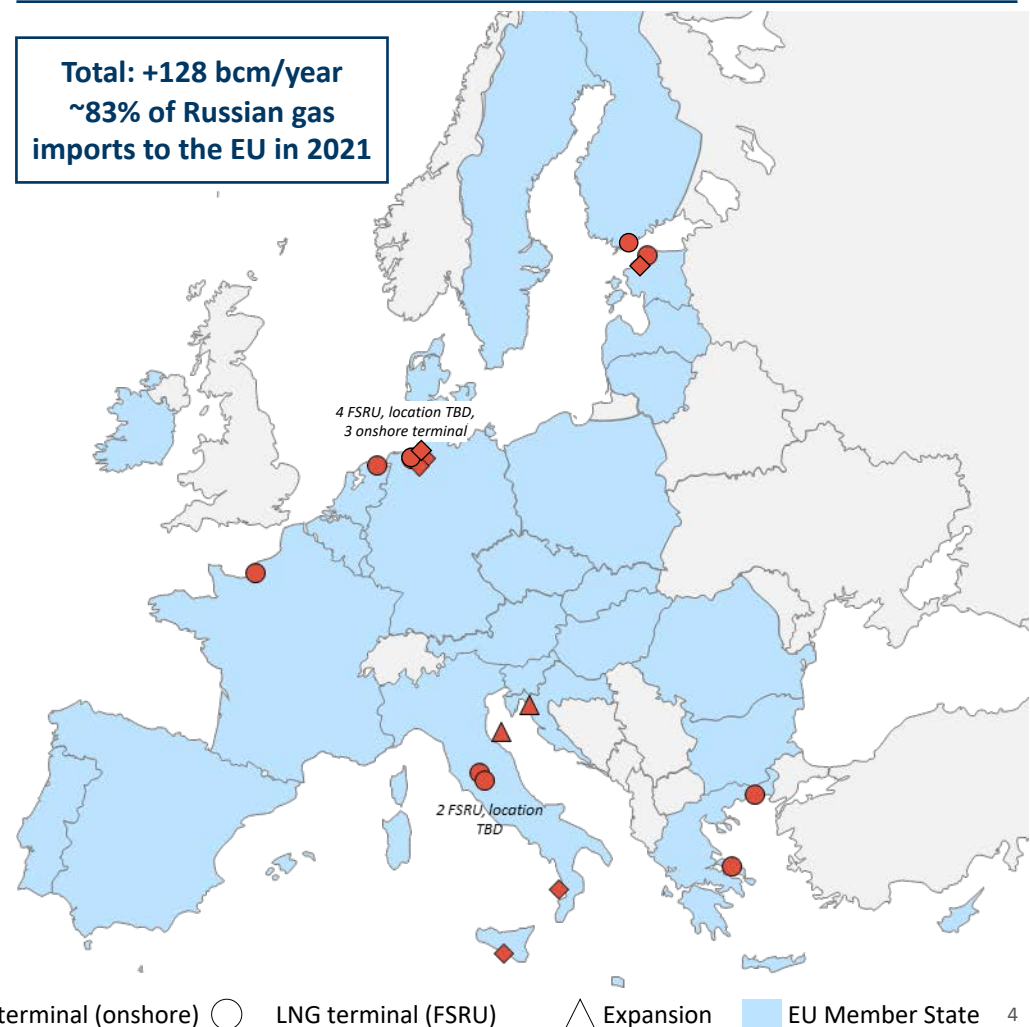 Total: +128 bcm/year
~83% of Russian gas
imports to the EU in 2021
4 FSRU, location TBD,
3 onshore terminal
2 FSRU, location
TBD
terminal (onshore) LNG terminal (FSRU) Expansion EU Member State 4